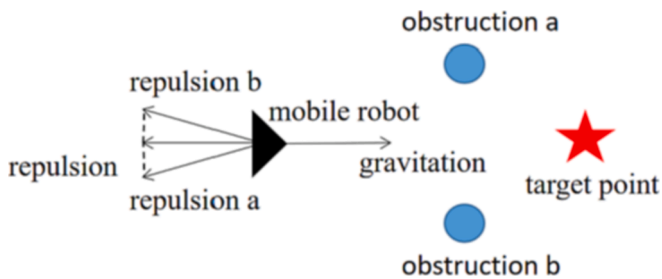 obstruction a
repulsion b
mobile robot
repulsion
gravitation
target point
repulsion a
obstruction b